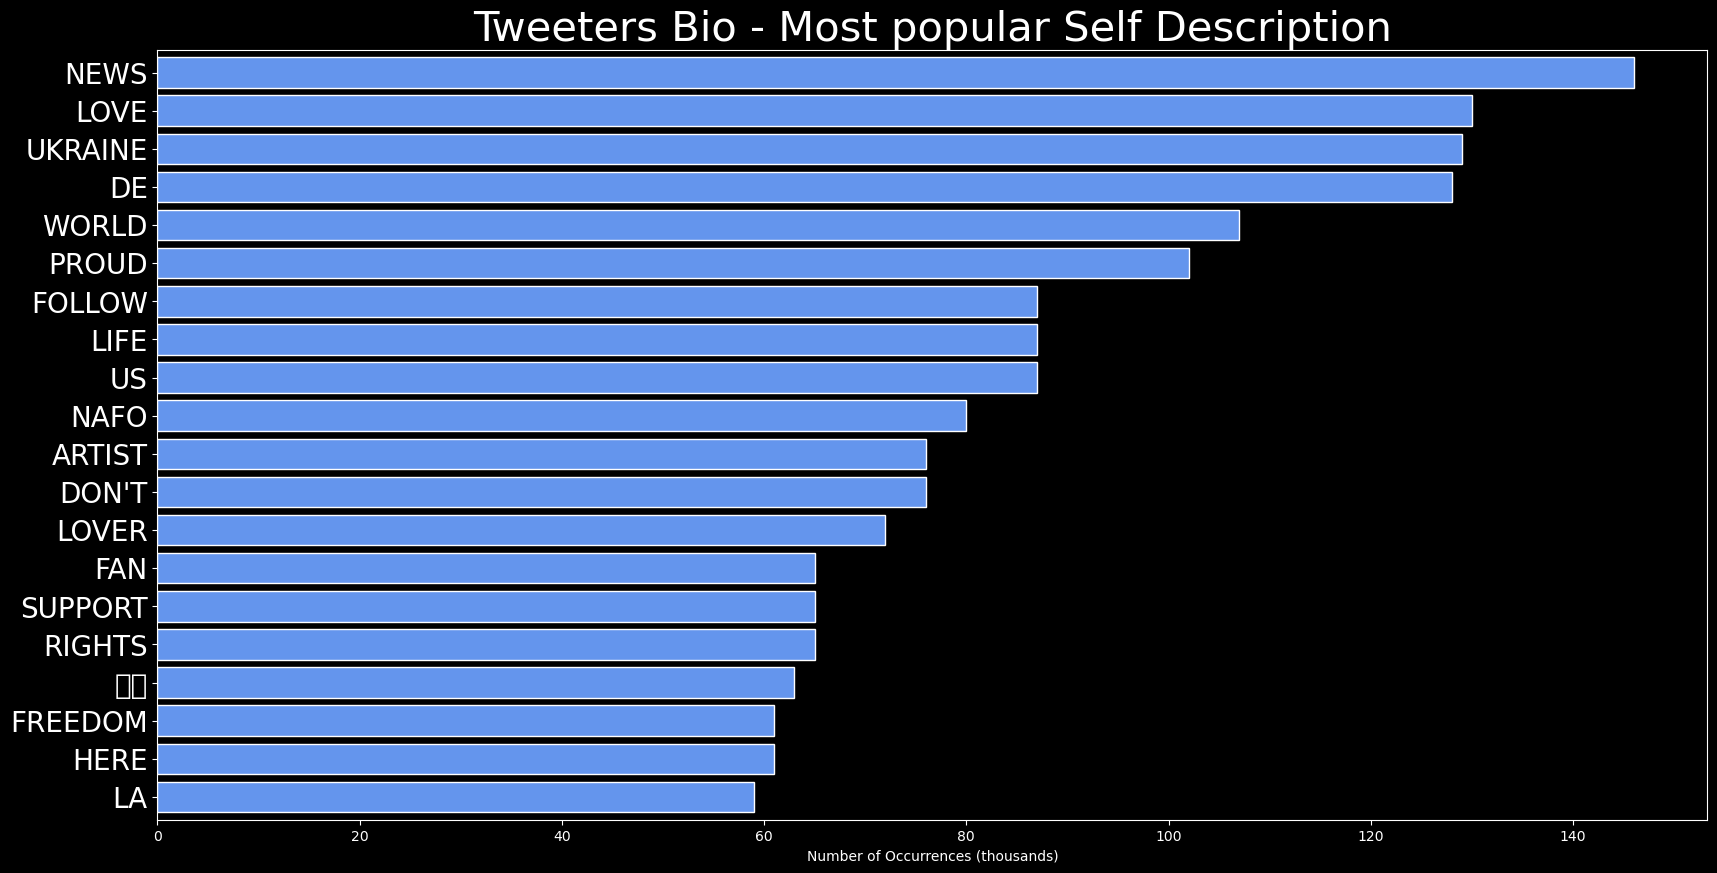 Tweeters Bio - Most popular Self Description
NEWS
LOVE
UKRAINE
DE
WORLD
PROUD
FOLLOW
LIFE
US
NAFO
ARTIST
DON'T
LOVER
FAN
SUPPORT
RIGHTS
FREEDOM
HERE
LA
0 20 40 60 80 100 120 140
Number of Occurrences (thousands)